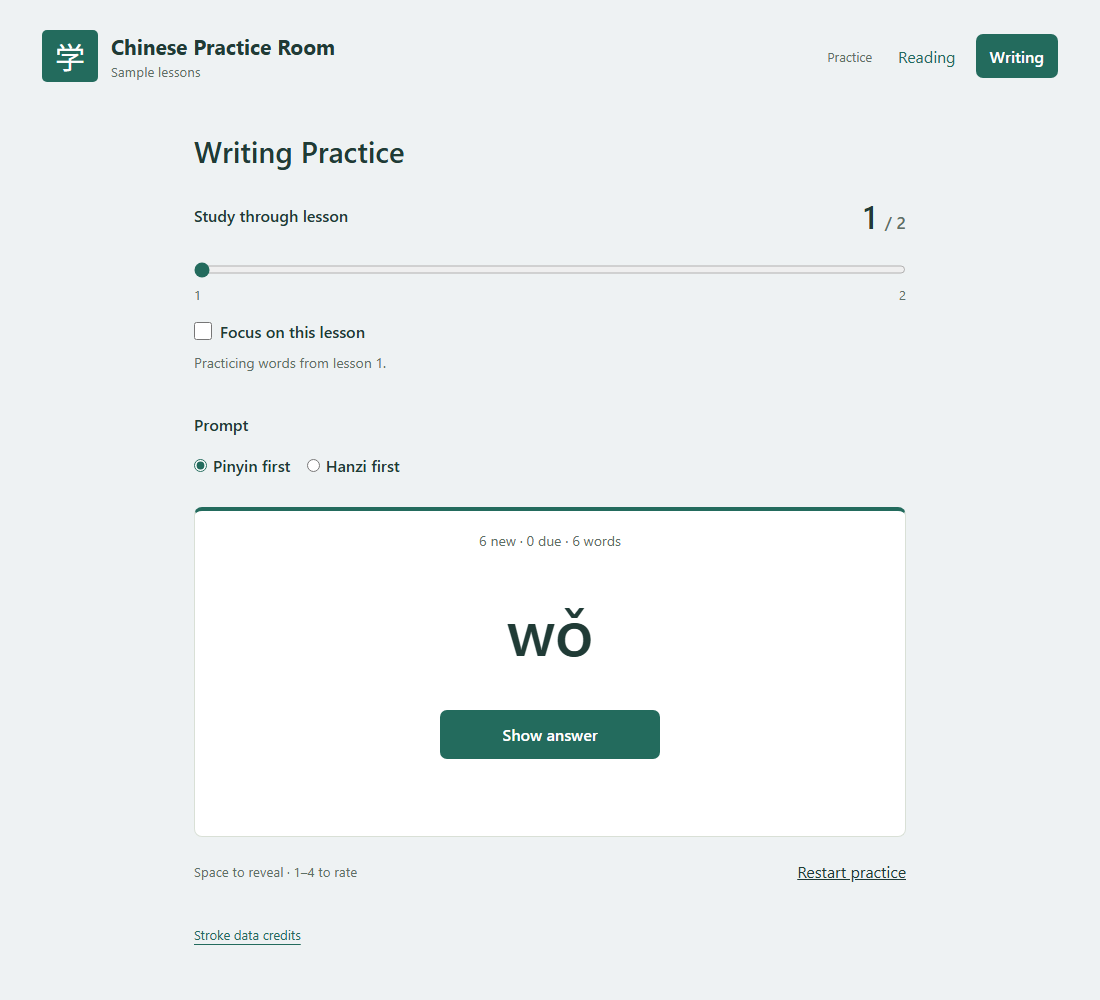 学
Chinese Practice Room
Sample lessons
Practice
Reading
Writing
Writing Practice
Study through lesson
1 / 2
1
2
Focus on this lesson
Practicing words from lesson 1.
Prompt
Pinyin first
Hanzi first
6 new · 0 due · 6 words
wǒ
Show answer
Space to reveal · 1–4 to rate
Restart practice
Stroke data credits